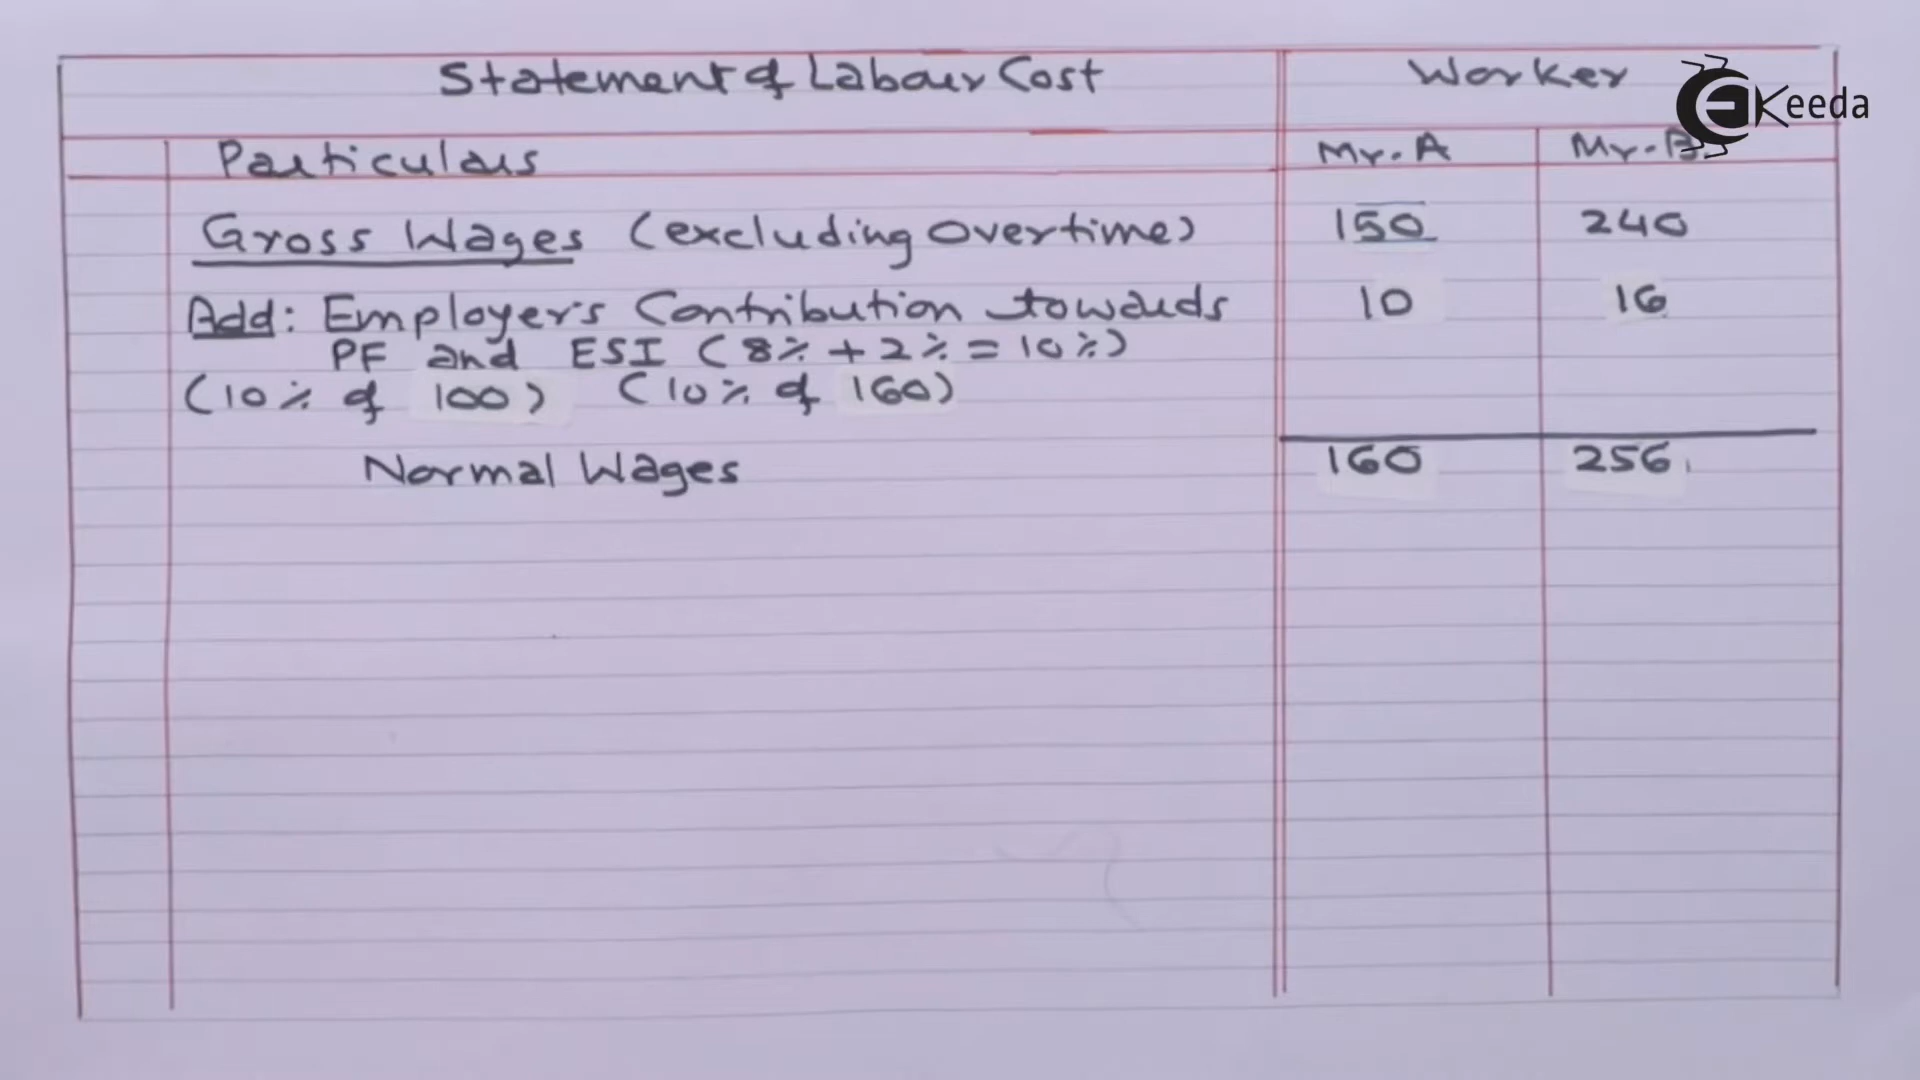 Statement of Labour Cost Worker
Keeda
Particulars Mr. A Mr. B
Gross Wages (excluding overtime) 150 240
Add: Employer's Contribution towards 10 16
PF and ESI (8% + 2% = 10%)
(10% of 100) (10% of 160)
Normal Wages 160 256